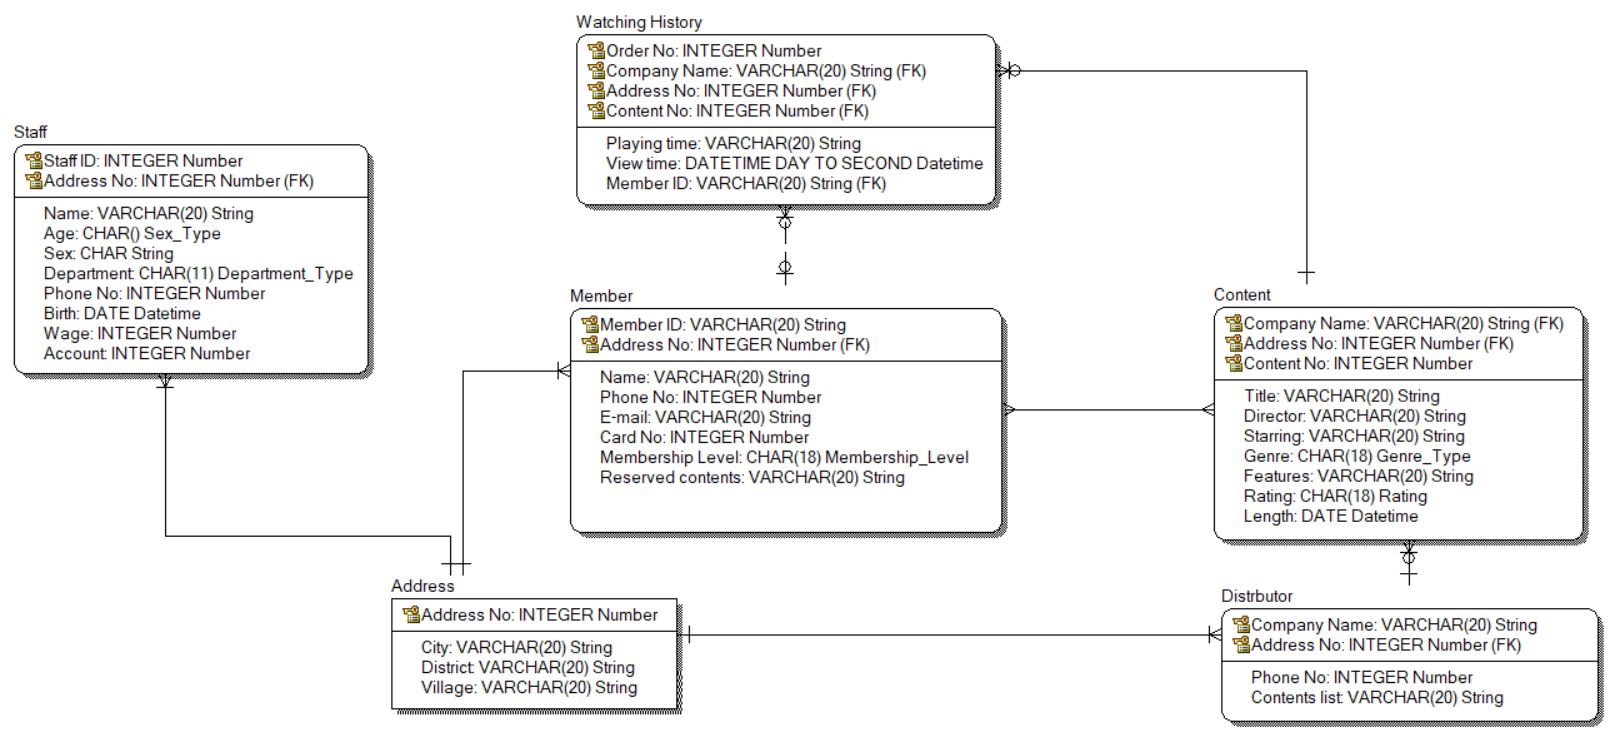 Watching History
Order No: INTEGER Number
Company Name: VARCHAR(20) String (FK)
Address No: INTEGER Number (FK)
Content No: INTEGER Number (FK)
Playing time: VARCHAR(20) String
View time: DATETIME DAY TO SECOND Datetime
Member ID: VARCHAR(20) String (FK)
Staff
Staff ID: INTEGER Number
Address No: INTEGER Number (FK)
Name: VARCHAR(20) String
Age: CHAR() Sex_Type
Sex: CHAR String
Department: CHAR(11) Department_Type
Phone No: INTEGER Number
Birth: DATE Datetime
Wage: INTEGER Number
Account: INTEGER Number
Member
Member ID: VARCHAR(20) String
Address No: INTEGER Number (FK)
Name: VARCHAR(20) String
Phone No: INTEGER Number
E-mail: VARCHAR(20) String
Card No: INTEGER Number
Membership Level: CHAR(18) Membership_Level
Reserved contents: VARCHAR(20) String
Content
Company Name: VARCHAR(20) String (FK)
Address No: INTEGER Number (FK)
Content No: INTEGER Number
Title: VARCHAR(20) String
Director: VARCHAR(20) String
Starring: VARCHAR(20) String
Genre: CHAR(18) Genre_Type
Features: VARCHAR(20) String
Rating: CHAR(18) Rating
Length: DATE Datetime
Address
Address No: INTEGER Number
City: VARCHAR(20) String
District: VARCHAR(20) String
Village: VARCHAR(20) String
Distrbutor
Company Name: VARCHAR(20) String
Address No: INTEGER Number (FK)
Phone No: INTEGER Number
Contents list: VARCHAR(20) String